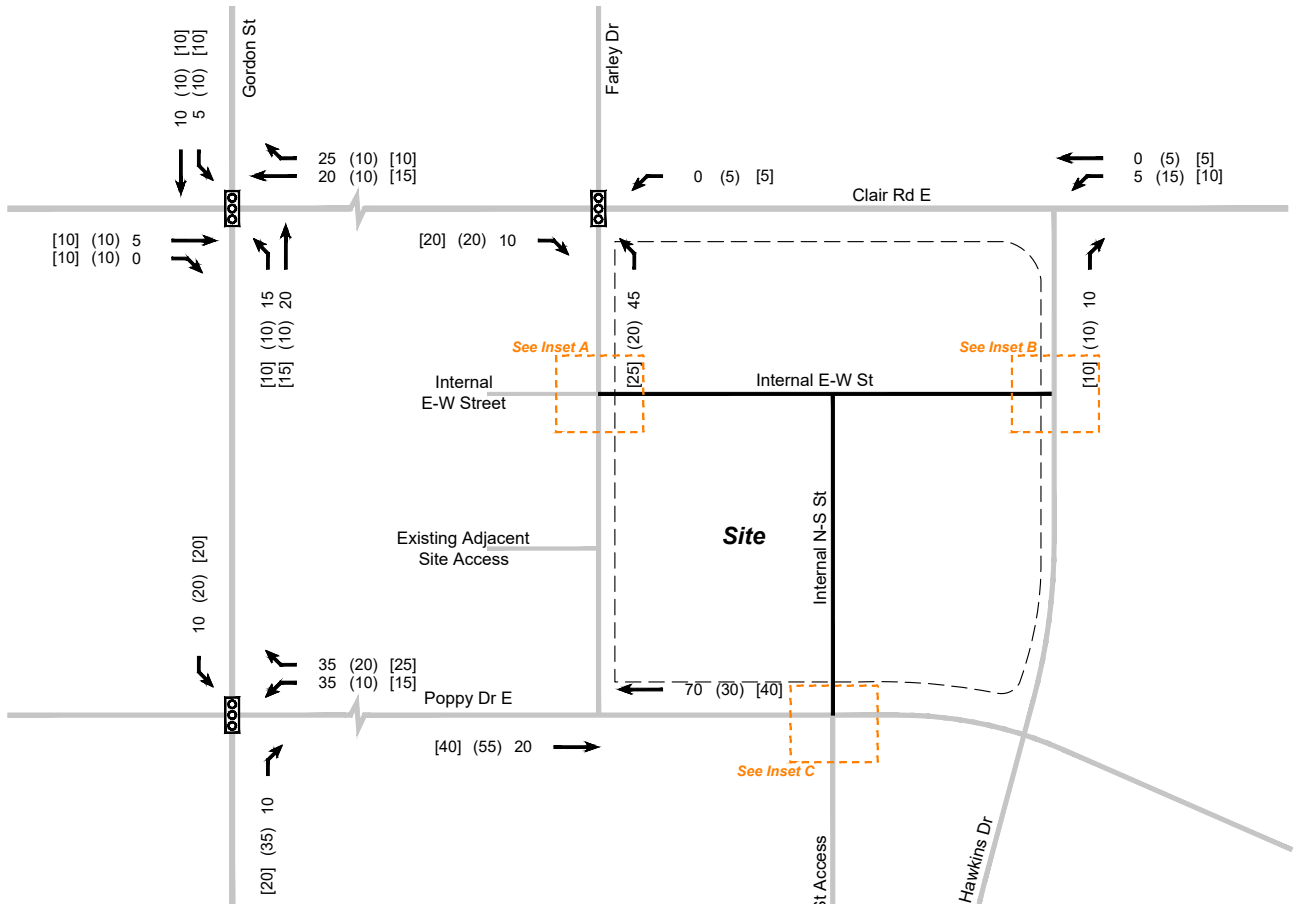 Gordon St
Farley Dr
10 (10) [10]
5 (10) [10]
25 (10) [10]
20 (10) [15]
0 (5) [5]
0 (5) [5]
5 (15) [10]
Clair Rd E
[10] (10) 5
[10] (10) 0
[20] (20) 10
[10] (10) 15
[15] (10) 20
[25] (20) 45
[10] (10) 10
See Inset A
See Inset B
Internal
E-W Street
Internal E-W St
Existing Adjacent
Site Access
Site
Internal N-S St
10 (20) [20]
35 (20) [25]
35 (10) [15]
Poppy Dr E
70 (30) [40]
[40] (55) 20
See Inset C
[20] (35) 10
St Access
Hawkins Dr